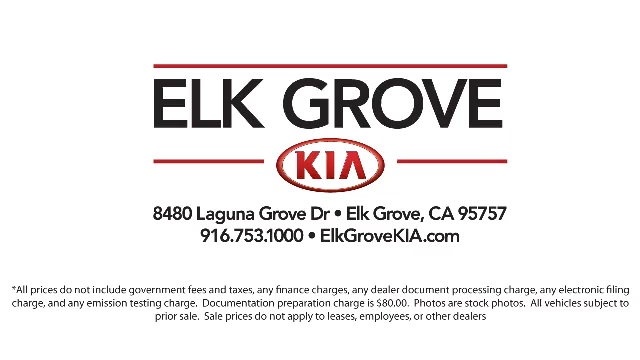 ELK GROVE
KIA
8480 Laguna Grove Dr • Elk Grove, CA 95757
916.753.1000 • ElkGroveKIA.com
*All prices do not include government fees and taxes, any finance charges, any dealer document processing charge, any electronic filing
charge, and any emission testing charge. Documentation preparation charge is $80.00. Photos are stock photos. All vehicles subject to
prior sale. Sale prices do not apply to leases, employees, or other dealers